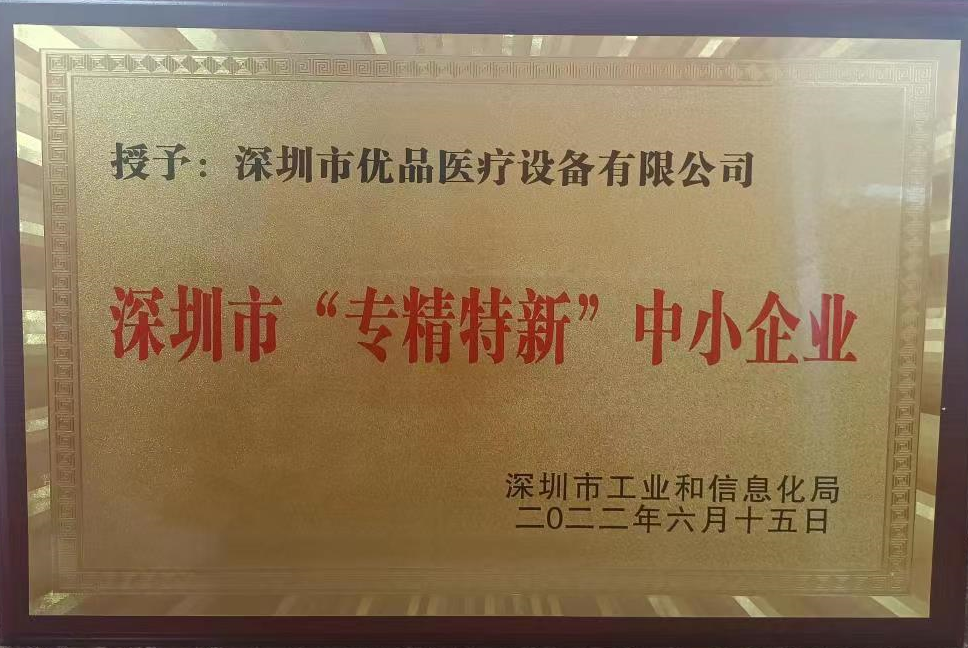 授予：深圳市优品医疗设备有限公司
深圳市“专精特新”中小企业
深圳市工业和信息化局
二0二二年六月十五日